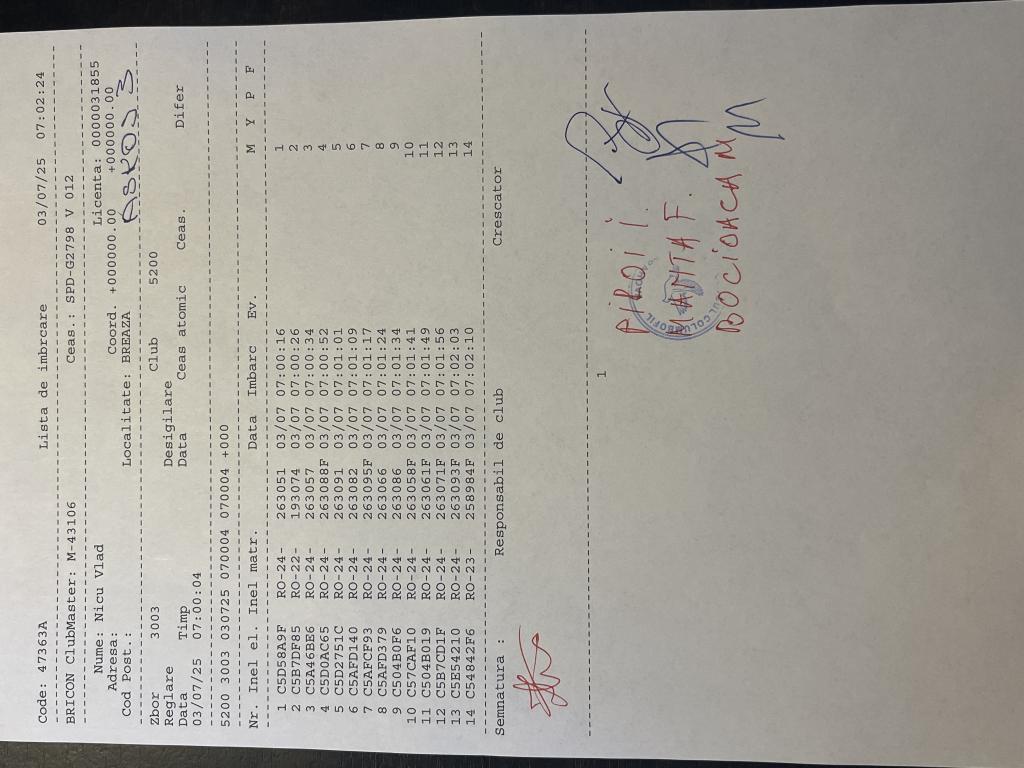 Code: 47363A Lista de imbrcare 03/07/25 07:02:24
BRICON ClubMaster: M-43106 Ceas.: SPD-G2798 V 012
Nume: Nicu Vlad Licenta: 0000031855
Adresa: Coord. +000000.00 +000000.00
Cod Post.: Localitate: BREAZA ASKOS 3
Zbor 3003 Club 5200
Reglare Desigilare
Data Timp Data Ceas atomic Ceas. Difer
03/07/25 07:00:04
5200 3003 030725 070004 070004 +000
Nr. Inel el. Inel matr. Data Imbarc Ev. M Y P F
1 C5D58A9F RO-24- 263051 03/07 07:00:16 1
2 C5B7DF85 RO-22- 193074 03/07 07:00:26 2
3 C5A46BE6 RO-24- 263057 03/07 07:00:34 3
4 C5D0AC65 RO-24- 263088F 03/07 07:00:52 4
5 C5D2751C RO-24- 263091 03/07 07:01:01 5
6 C5AFD140 RO-24- 263082 03/07 07:01:09 6
7 C5AFCF93 RO-24- 263095F 03/07 07:01:17 7
8 C5AFD379 RO-24- 263066 03/07 07:01:24 8
9 C504B0F6 RO-24- 263086 03/07 07:01:34 9
10 C57CAF10 RO-24- 263058F 03/07 07:01:41 10
11 C504B019 RO-24- 263061F 03/07 07:01:49 11
12 C5B7CD1F RO-24- 263071F 03/07 07:01:56 12
13 C5E54210 RO-24- 263093F 03/07 07:02:03 13
14 C54842F6 RO-23- 258984F 03/07 07:02:10 14
Semnatura : Responsabil de club Crescator
1
PIROI I.
F.
BOCIOACA M
COLUMBOFIL